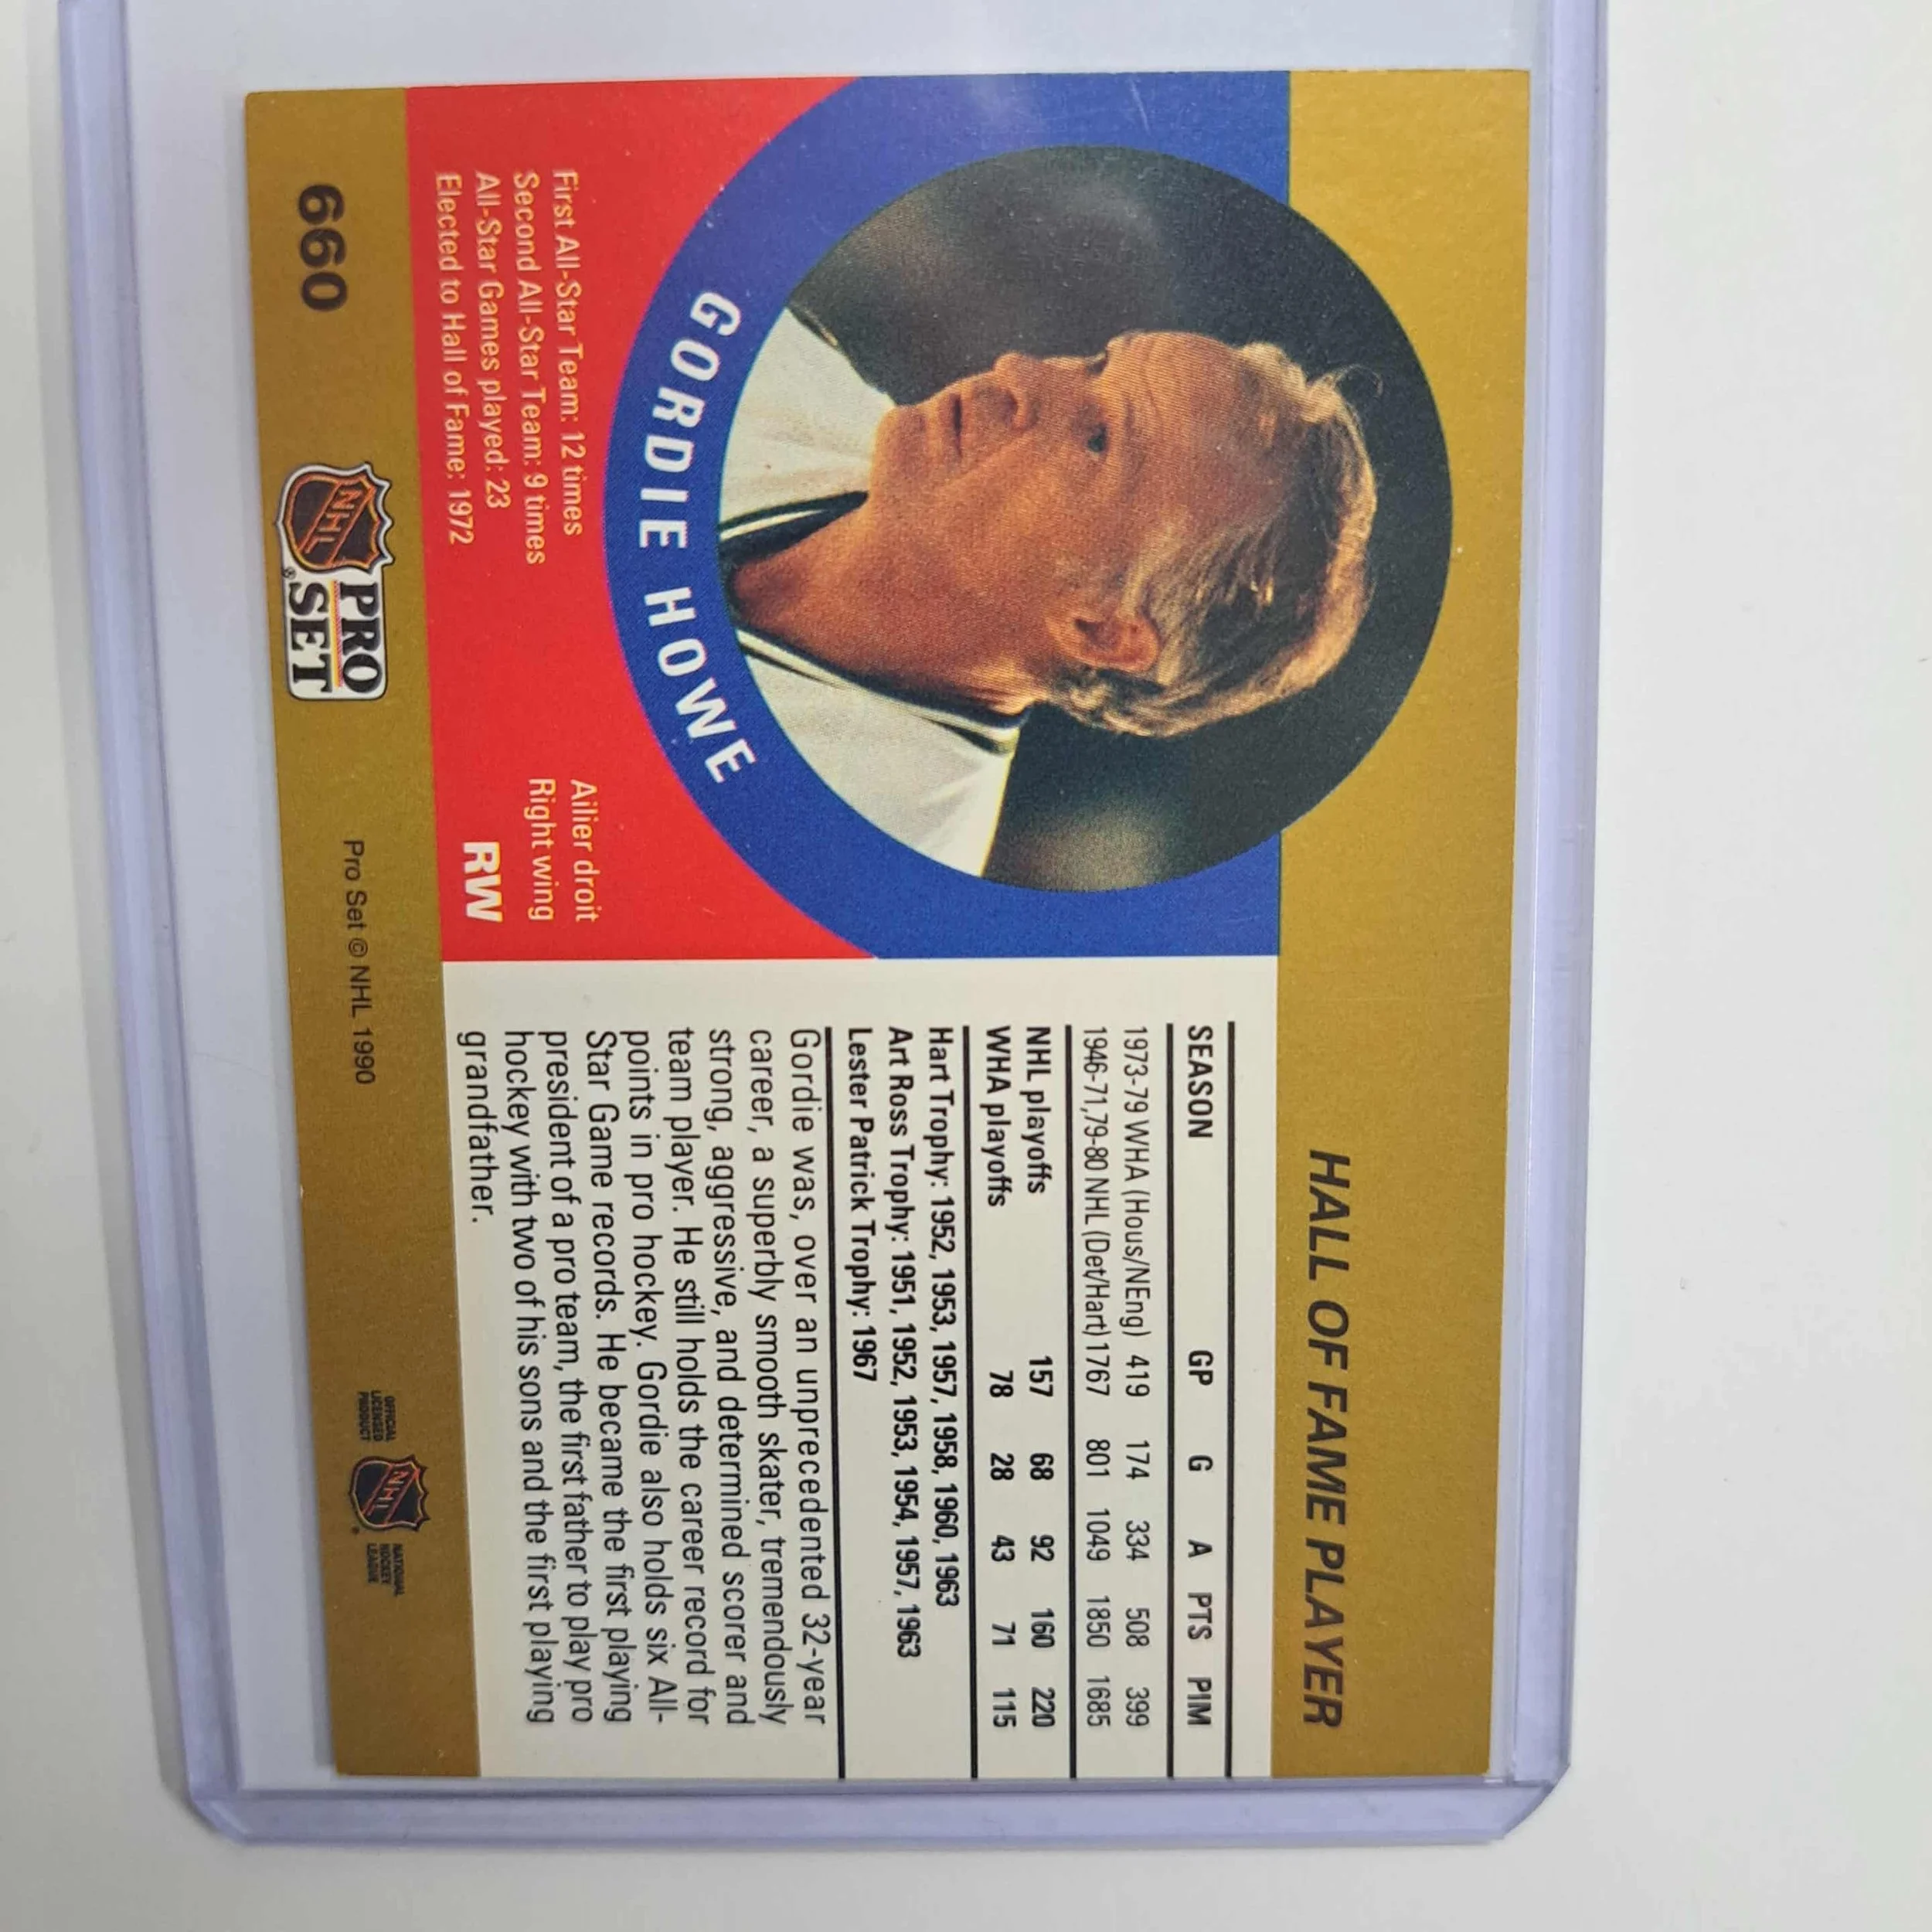 HALL OF FAME PLAYER
GORDIE HOWE
First All-Star Team: 12 times
Second All-Star Team: 9 times
All-Star Games played: 23
Elected to Hall of Fame: 1972
Ailier droit
Right wing
RW
SEASON GP G A PTS PIM
1973-79 WHA (Hous/NEng) 419 174 334 508 399
1946-71,79-80 NHL (Det/Hart) 1767 801 1049 1850 1685
NHL playoffs 157 68 92 160 220
WHA playoffs 78 28 43 71 115
Hart Trophy: 1952, 1953, 1957, 1958, 1960, 1963
Art Ross Trophy: 1951, 1952, 1953, 1954, 1957, 1963
Lester Patrick Trophy: 1967
Gordie was, over an unprecedented 32-year
career, a superbly smooth skater, tremendously
strong, aggressive, and determined scorer and
team player. He still holds the career record for
points in pro hockey. Gordie also holds six All-
Star Game records. He became the first playing
president of a pro team, the first father to play pro
hockey with two of his sons and the first playing
grandfather.
660
NHL
PRO
SET
®
Pro Set © NHL 1990
OFFICIAL
LICENSED
PRODUCT
NHL
®
NATIONAL
HOCKEY
LEAGUE